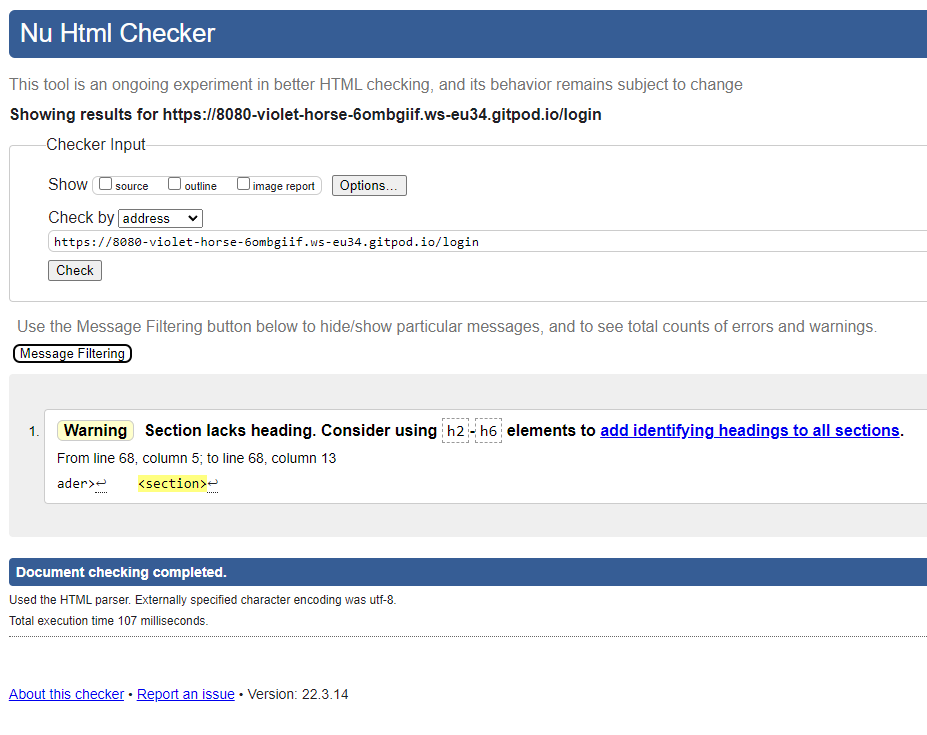 Nu Html Checker
This tool is an ongoing experiment in better HTML checking, and its behavior remains subject to change
Showing results for https://8080-violet-horse-6ombgiif.ws-eu34.gitpod.io/login
Checker Input
Show source outline image report Options...
Check by address
https://8080-violet-horse-6ombgiif.ws-eu34.gitpod.io/login
Check
Use the Message Filtering button below to hide/show particular messages, and to see total counts of errors and warnings.
Message Filtering
1. Warning Section lacks heading. Consider using h2-h6 elements to add identifying headings to all sections.
From line 68, column 5; to line 68, column 13
ader>↩ <section>↩
Document checking completed.
Used the HTML parser. Externally specified character encoding was utf-8.
Total execution time 107 milliseconds.
About this checker • Report an issue • Version: 22.3.14